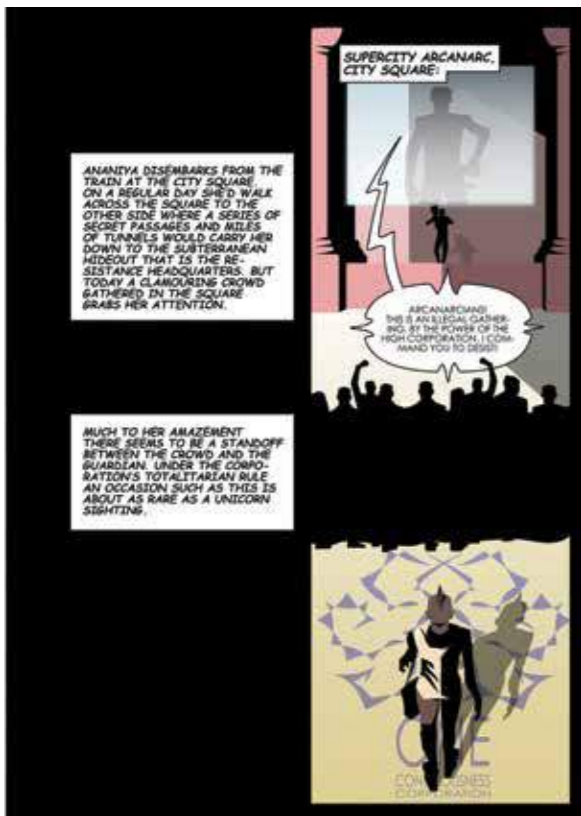 SUPERCITY ARCANARC,
CITY SQUARE:
ANANIYA DISEMBARKS FROM THE
TRAIN AT THE CITY SQUARE.
ON A REGULAR DAY SHE'D WALK
ACROSS THE SQUARE TO THE
OTHER SIDE WHERE A SERIES OF
SECRET PASSAGES AND MILES
OF TUNNELS WOULD CARRY HER
DOWN TO THE SUBTERRANEAN
HIDEOUT THAT IS THE RE-
SISTANCE HEADQUARTERS. BUT
TODAY A CLAMOURING CROWD
GATHERED IN THE SQUARE
GRABS HER ATTENTION.
ARCANARCIANS!
THIS IS AN ILLEGAL GATHER-
ING. BY THE POWER OF THE
HIGH CORPORATION, I COM-
MAND YOU TO DESIST!
MUCH TO HER AMAZEMENT
THERE SEEMS TO BE A STANDOFF
BETWEEN THE CROWD AND THE
GUARDIAN. UNDER THE CORPO-
RATION'S TOTALITARIAN RULE
AN OCCASION SUCH AS THIS IS
ABOUT AS RARE AS A UNICORN
SIGHTING.
CORPORATION